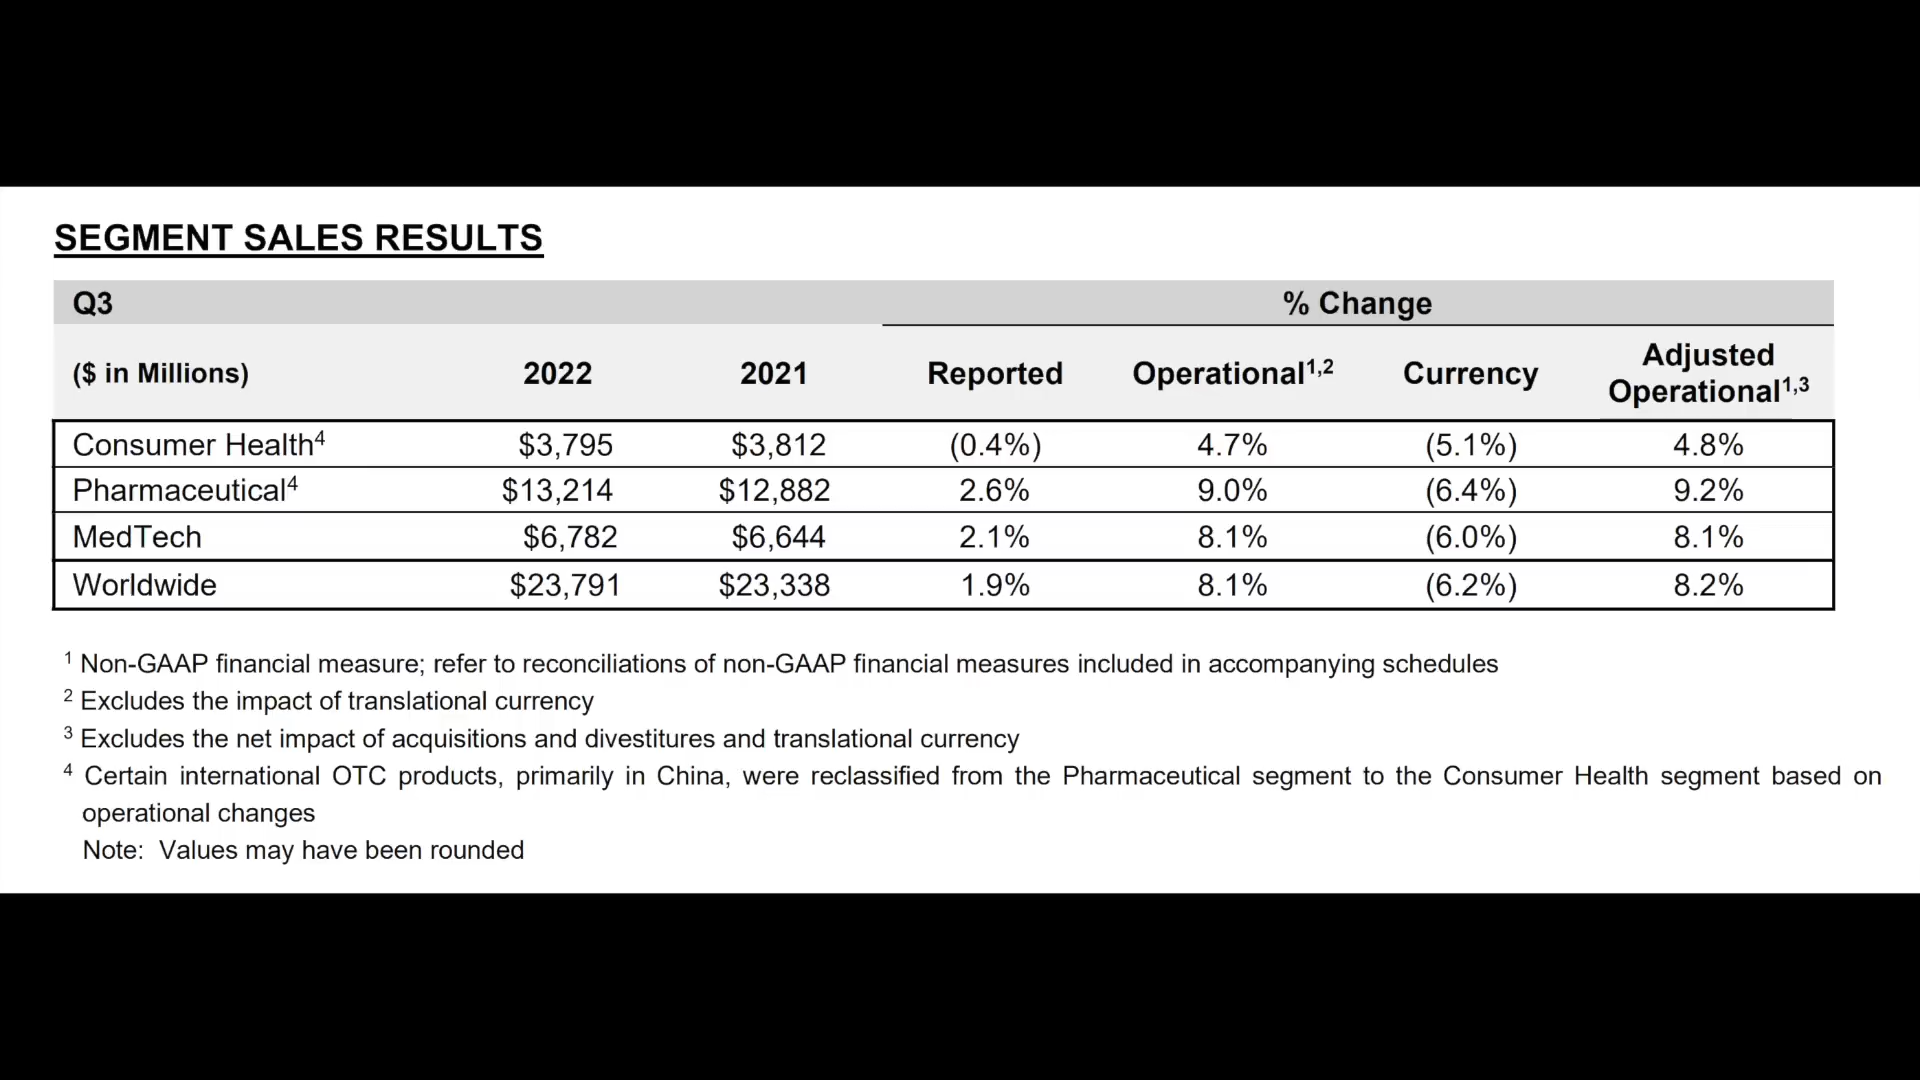 SEGMENT SALES RESULTS
Q3 % Change
($ in Millions) 2022 2021 Reported Operational1,2 Currency Adjusted Operational1,3
Consumer Health4 $3,795 $3,812 (0.4%) 4.7% (5.1%) 4.8%
Pharmaceutical4 $13,214 $12,882 2.6% 9.0% (6.4%) 9.2%
MedTech $6,782 $6,644 2.1% 8.1% (6.0%) 8.1%
Worldwide $23,791 $23,338 1.9% 8.1% (6.2%) 8.2%
1 Non-GAAP financial measure; refer to reconciliations of non-GAAP financial measures included in accompanying schedules
2 Excludes the impact of translational currency
3 Excludes the net impact of acquisitions and divestitures and translational currency
4 Certain international OTC products, primarily in China, were reclassified from the Pharmaceutical segment to the Consumer Health segment based on
operational changes
Note: Values may have been rounded